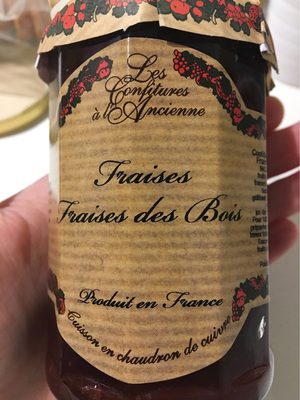 Les
Confitures
à l'Ancienne
Fraises
Fraises des Bois
Produit en France
Cuisson en chaudron de cuivre